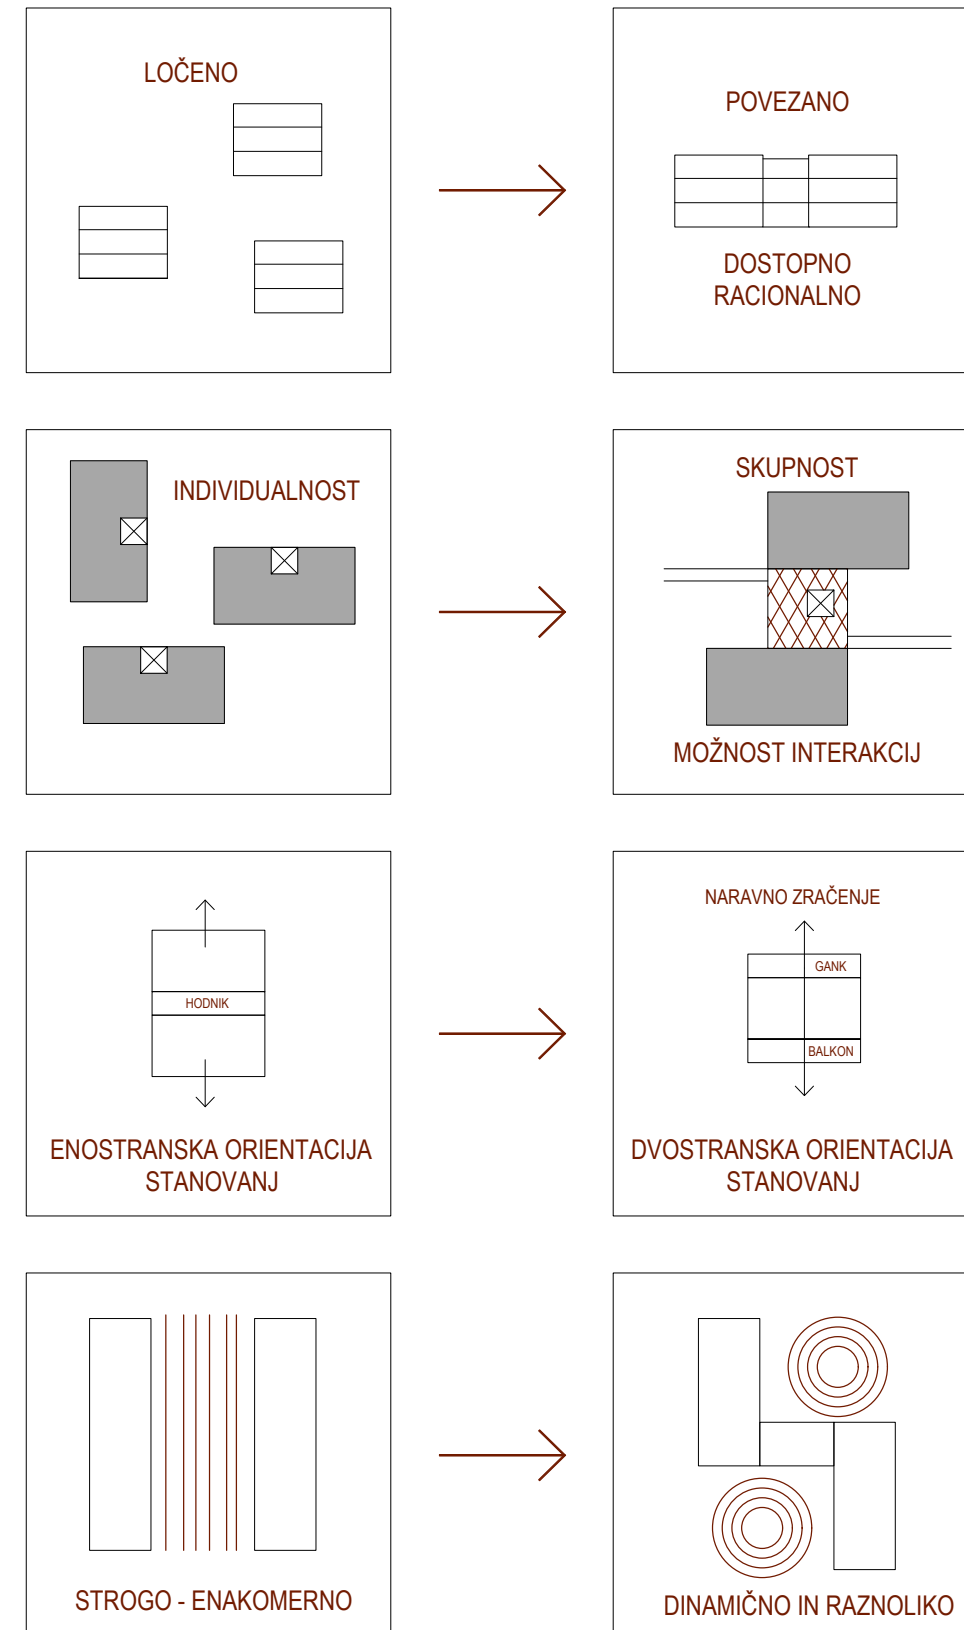 LOČENO
POVEZANO
DOSTOPNO
RACIONALNO
INDIVIDUALNOST
SKUPNOST
MOŽNOST INTERAKCIJ
HODNIK
ENOSTRANSKA ORIENTACIJA
STANOVANJ
NARAVNO ZRAČENJE
GANK
BALKON
DVOSTRANSKA ORIENTACIJA
STANOVANJ
STROGO - ENAKOMERNO
DINAMIČNO IN RAZNOLIKO